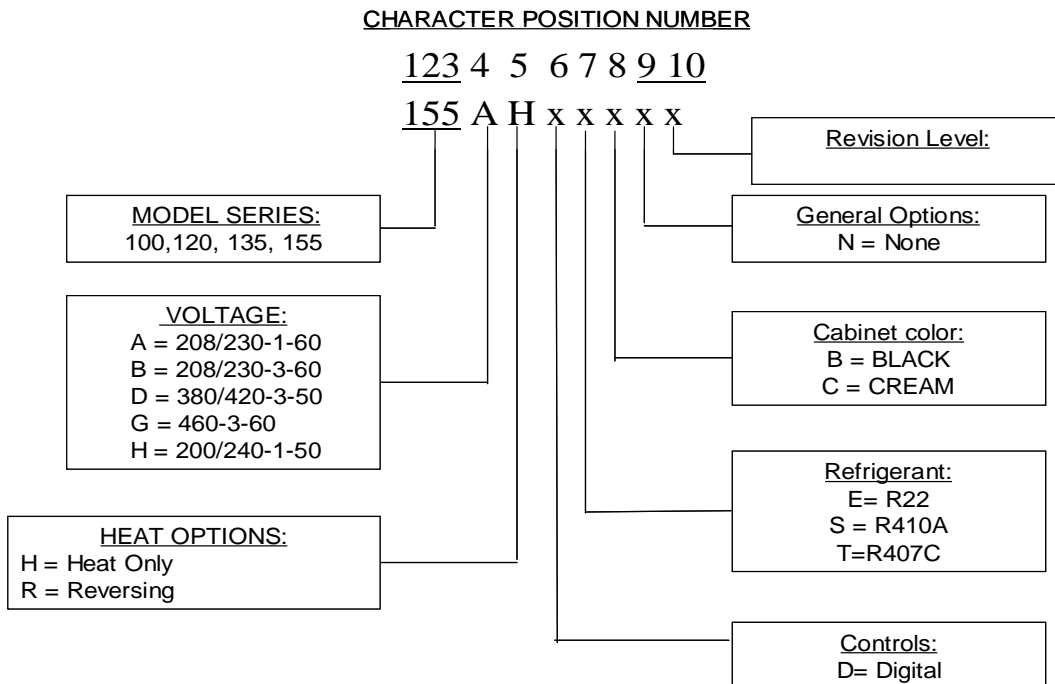 CHARACTER POSITION NUMBER
123 4 5 6 7 8 9 10
155 A H x x x x x
MODEL SERIES:
100,120, 135, 155
VOLTAGE:
A = 208/230-1-60
B = 208/230-3-60
D = 380/420-3-50
G = 460-3-60
H = 200/240-1-50
HEAT OPTIONS:
H = Heat Only
R = Reversing
Revision Level:
General Options:
N = None
Cabinet color:
B = BLACK
C = CREAM
Refrigerant:
E= R22
S = R410A
T=R407C
Controls:
D= Digital